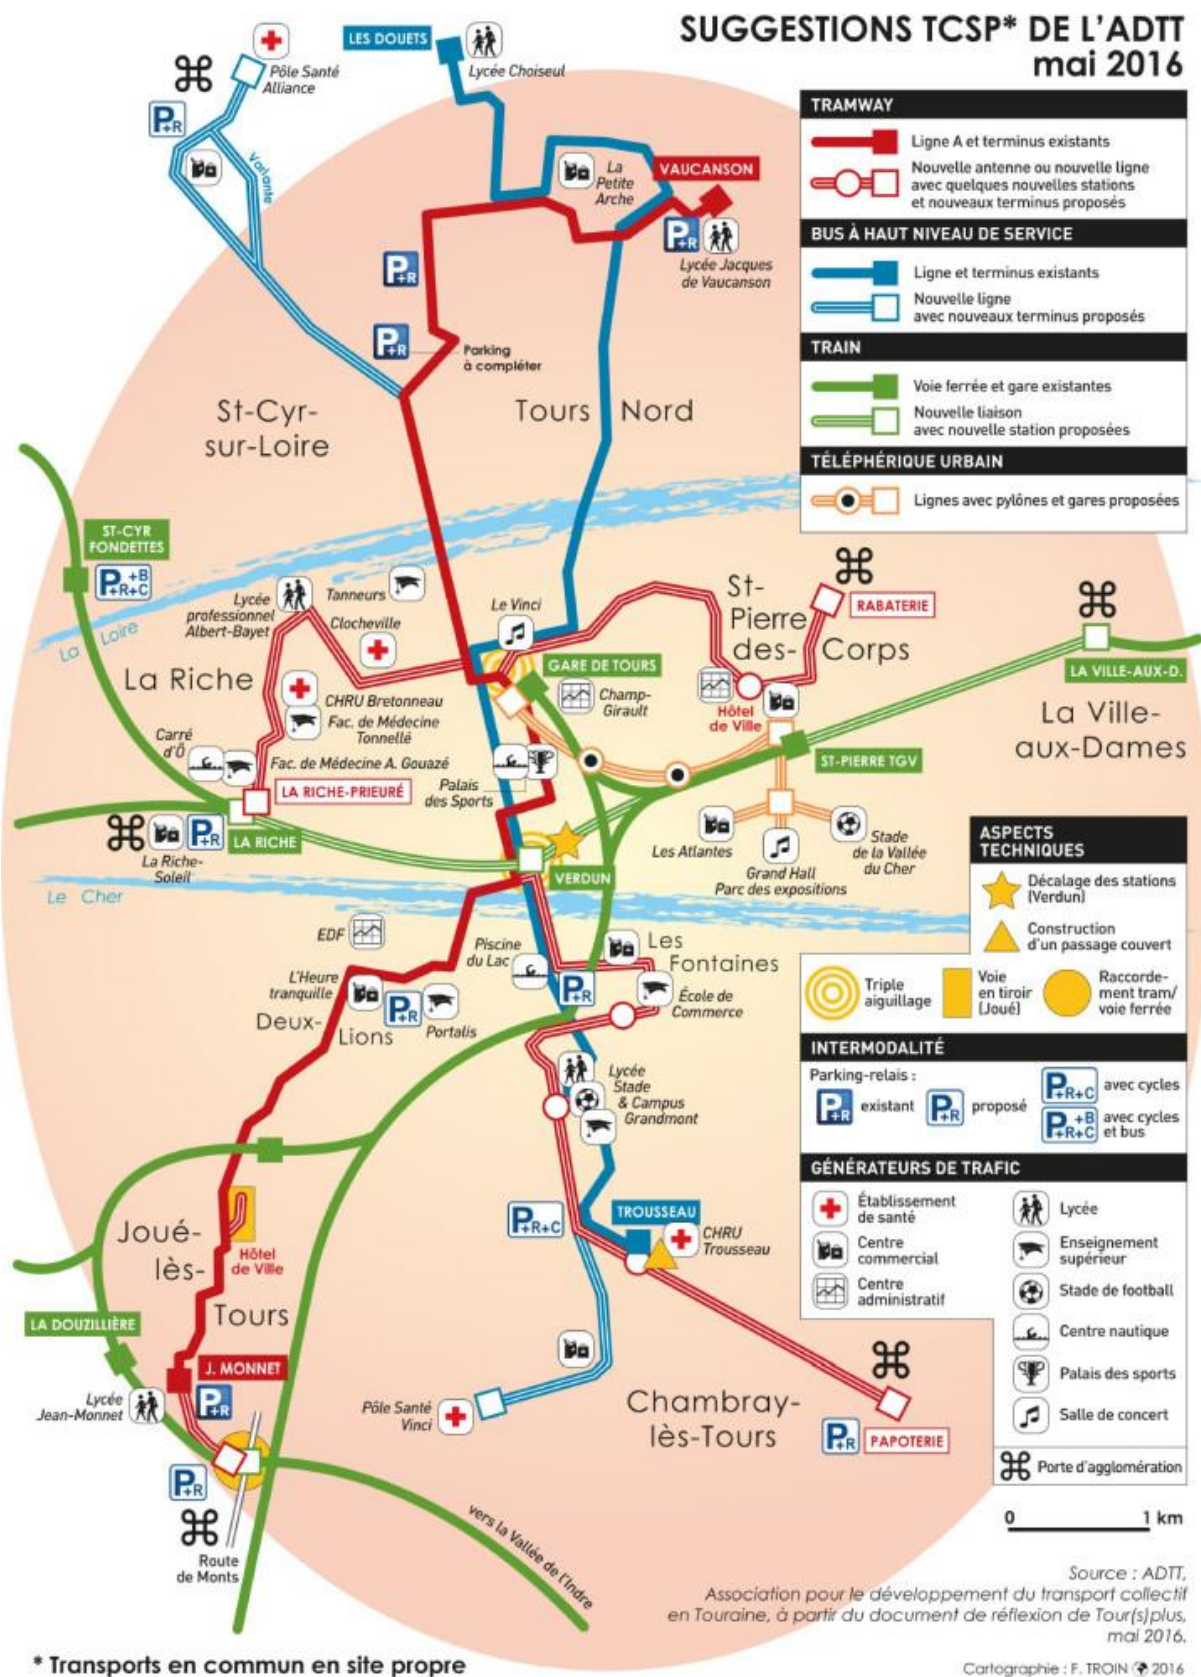 SUGGESTIONS TCSP* DE L'ADTT
mai 2016
LES DOUETS
Lycée Choiseul
Pôle Santé
Alliance
P+R
Variante
La
Petite
Arche
VAUCANSON
P+R
Lycée Jacques
de Vaucanson
P+R
P+R
Parking
à compléter
St-Cyr-
sur-Loire
Tours Nord
TRAMWAY
Ligne A et terminus existants
Nouvelle antenne ou nouvelle ligne
avec quelques nouvelles stations
et nouveaux terminus proposés
BUS À HAUT NIVEAU DE SERVICE
Ligne et terminus existants
Nouvelle ligne
avec nouveaux terminus proposés
TRAIN
Voie ferrée et gare existantes
Nouvelle liaison
avec nouvelle station proposées
TÉLÉPHÉRIQUE URBAIN
Lignes avec pylônes et gares proposées
ST-CYR
FONDETTES
P+R+B+C
La Loire
Lycée
professionnel
Albert-Bayet
Tanneurs
Clocheville
Le Vinci
St-
Pierre
des-
Corps
RABATERIE
La Riche
GARE DE TOURS
Champ-
Girault
Hôtel
de Ville
LA VILLE-AUX-D.
La Ville-
aux-Dames
CHRU Bretonneau
Fac. de Médecine
Tonnellé
Carré
d'Ô
Fac. de Médecine A. Gouazé
LA RICHE-PRIEURÉ
Palais
des Sports
ST-PIERRE TGV
P+R
LA RICHE
La Riche-
Soleil
VERDUN
Les Atlantes
Grand Hall
Parc des expositions
Stade
de la Vallée
du Cher
Le Cher
EDF
Piscine
du Lac
Les
Fontaines
L'Heure
tranquille
P+R
Portalis
P+R
École de
Commerce
Deux-
Lions
Lycée
Stade
& Campus
Grandmont
ASPECTS
TECHNIQUES
Décalage des stations
(Verdun)
Construction
d'un passage couvert
Triple
aiguillage
Voie
en tiroir
(Joué)
Raccorde-
ment tram/
voie ferrée
INTERMODALITÉ
Parking-relais :
P+R existant
P+R proposé
P+R+C avec cycles
P+R+B+C avec cycles
et bus
GÉNÉRATEURS DE TRAFIC
Établissement
de santé
Centre
commercial
Centre
administratif
Lycée
Enseignement
supérieur
Stade de football
Centre nautique
Palais des sports
Salle de concert
Porte d'agglomération
P+R+C
TROUSSEAU
CHRU
Trousseau
Joué-
lès-
Tours
Hôtel
de Ville
LA DOUZILLIÈRE
J. MONNET
P+R
Lycée
Jean-Monnet
Pôle Santé
Vinci
Chambray-
lès-Tours
P+R
PAPOTERIE
P+R
Route
de Monts
vers la Vallée de l'Indre
0 1 km
Source : ADTT,
Association pour le développement du transport collectif
en Touraine, à partir du document de réflexion de Tour(s)plus,
mai 2016.
* Transports en commun en site propre
Cartographie : F. TROIN 2016